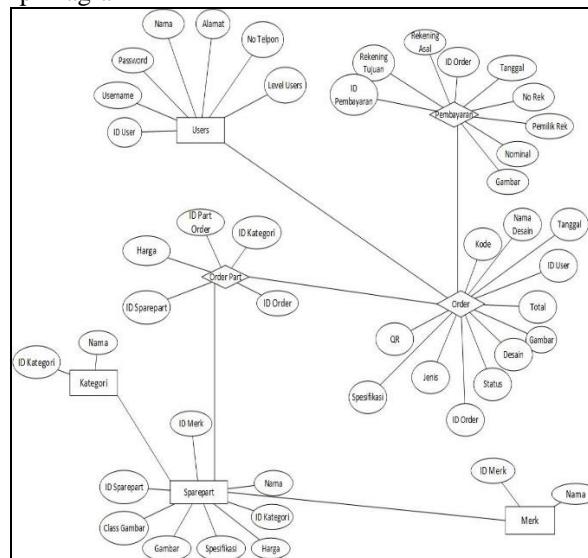 Nama
Alamat
No Telpon
Password
Level Users
Username
ID User
Users
Rekening
Asal
ID Order
Rekening
Tujuan
Tanggal
ID
Pembayaran
No Rek
Pembayaran
Pemilik Rek
Nominal
Gambar
ID Part
Order
ID Kategori
Harga
Order Part
ID Sparepart
ID Order
Nama
Desain
Tanggal
Kode
ID User
Order
Total
QR
Gambar
Desain
Jenis
Status
Spesifikasi
ID Order
Nama
ID Kategori
Kategori
ID Merk
ID Sparepart
Nama
Sparepart
Class Gambar
ID Kategori
Gambar
Spesifikasi
Harga
ID Merk
Nama
Merk